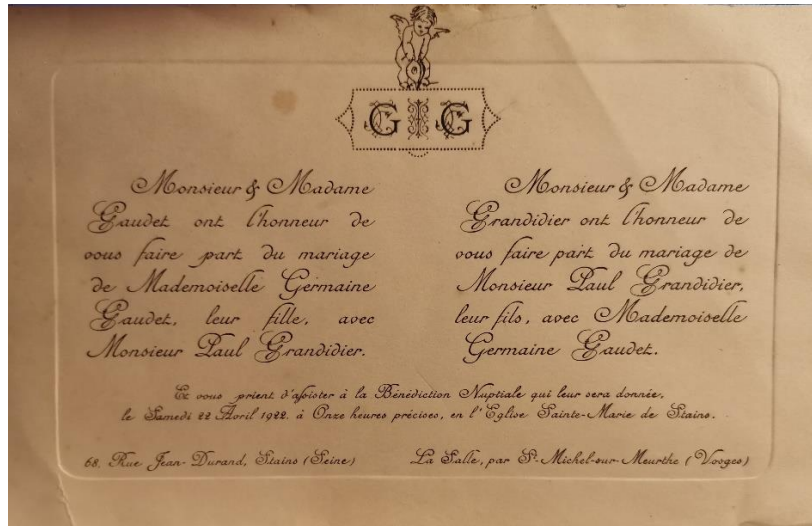 G G
Monsieur & Madame
Gaudet ont l'honneur de
vous faire part du mariage
de Mademoiselle Germaine
Gaudet, leur fille, avec
Monsieur Paul Grandidier.
Monsieur & Madame
Grandidier ont l'honneur de
vous faire part du mariage de
Monsieur Paul Grandidier,
leur fils, avec Mademoiselle
Germaine Gaudet.
Et vous prient d'assister à la Bénédiction Nuptiale qui leur sera donnée,
le Samedi 22 Avril 1922. à Onze heures précises, en l'Eglise Sainte-Marie de Stains.
68, Rue Jean-Durand, Stains (Seine)
La Salle, par St-Michel-sur-Meurthe (Vosges)